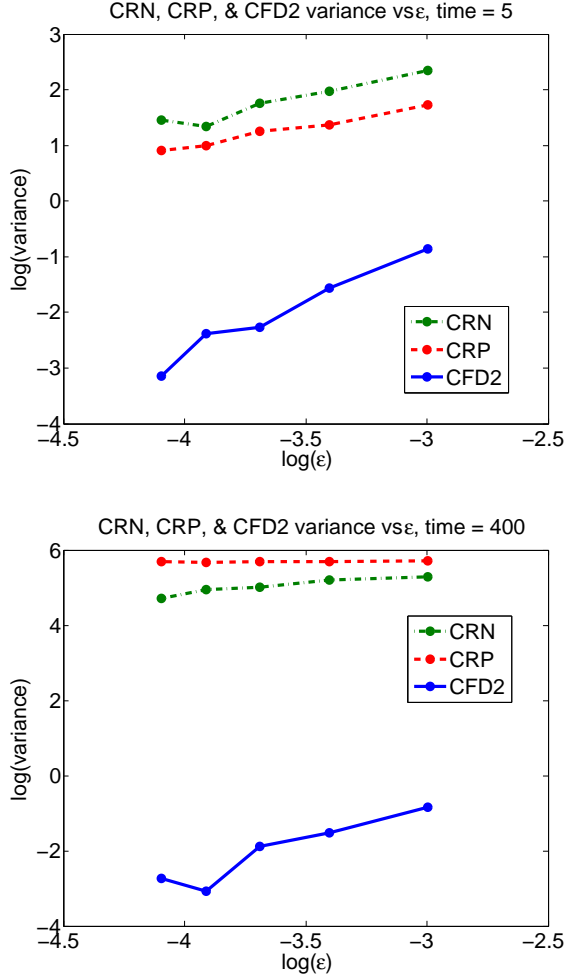 CRN, CRP, & CFD2 variance vsε, time = 5
3
2
1
0
−1
−2
−3
−4
log(variance)
CRN
CRP
CFD2
−4.5
−4
−3.5
−3
−2.5
log(ε)
CRN, CRP, & CFD2 variance vsε, time = 400
6
4
2
0
−2
−4
log(variance)
CRN
CRP
CFD2
−4.5
−4
−3.5
−3
−2.5
log(ε)